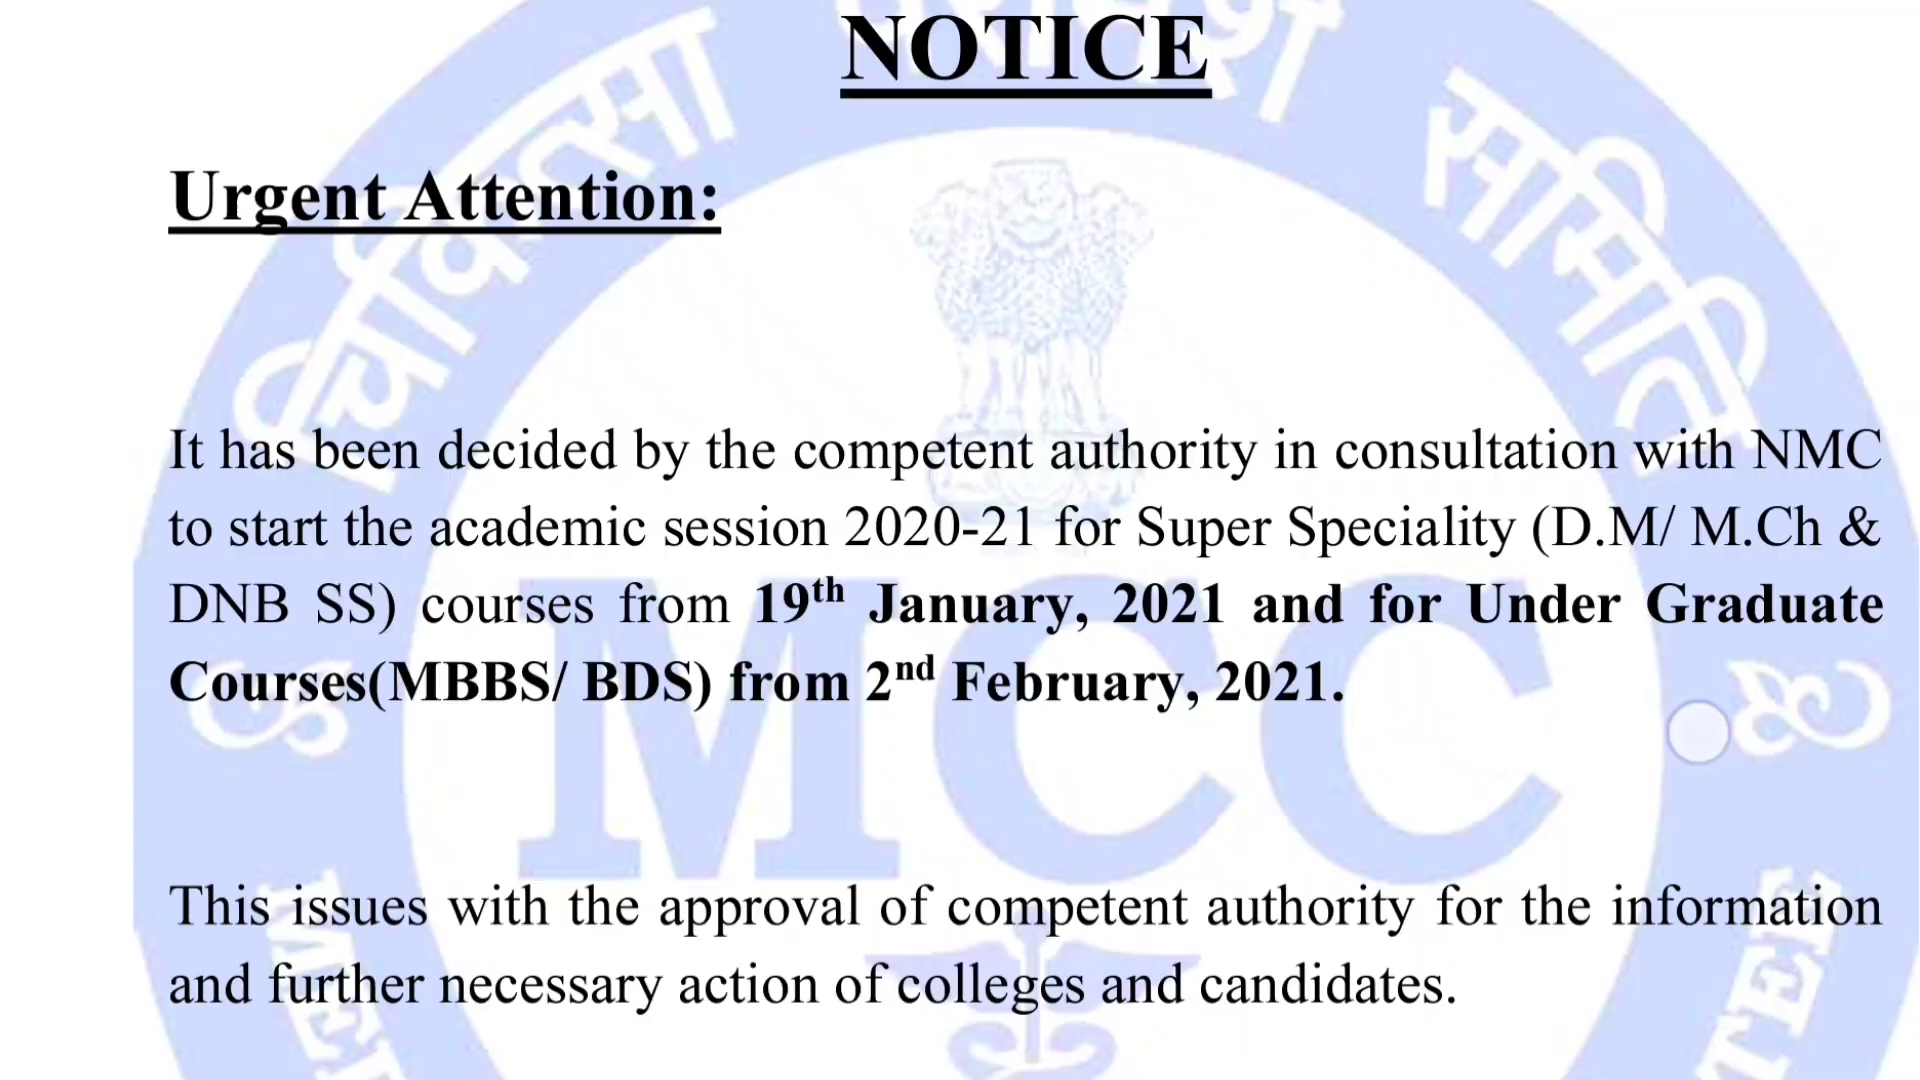 NOTICE
Urgent Attention:
चिकित्सा परामर्श समिति
It has been decided by the competent authority in consultation with NMC
to start the academic session 2020-21 for Super Speciality (D.M/ M.Ch &
DNB SS) courses from 19th January, 2021 and for Under Graduate
Courses(MBBS/ BDS) from 2nd February, 2021.
MCC
This issues with the approval of competent authority for the information
and further necessary action of colleges and candidates.